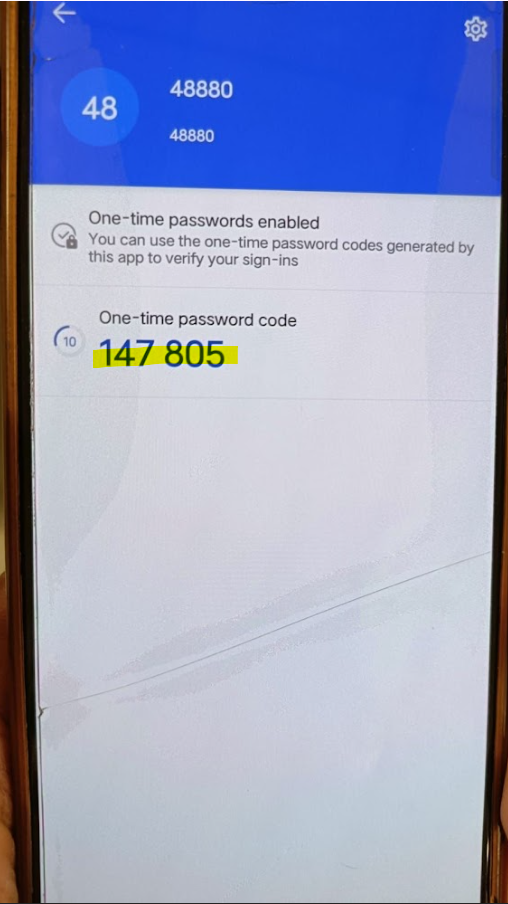 48
48880
48880
One-time passwords enabled
You can use the one-time password codes generated by
this app to verify your sign-ins
One-time password code
10
147 805